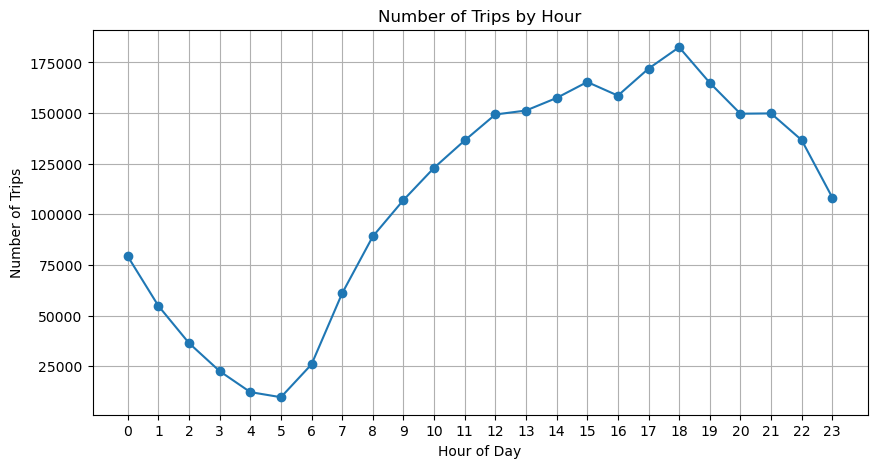 Number of Trips by Hour
Number of Trips
175000
150000
125000
100000
75000
50000
25000
0 1 2 3 4 5 6 7 8 9 10 11 12 13 14 15 16 17 18 19 20 21 22 23
Hour of Day